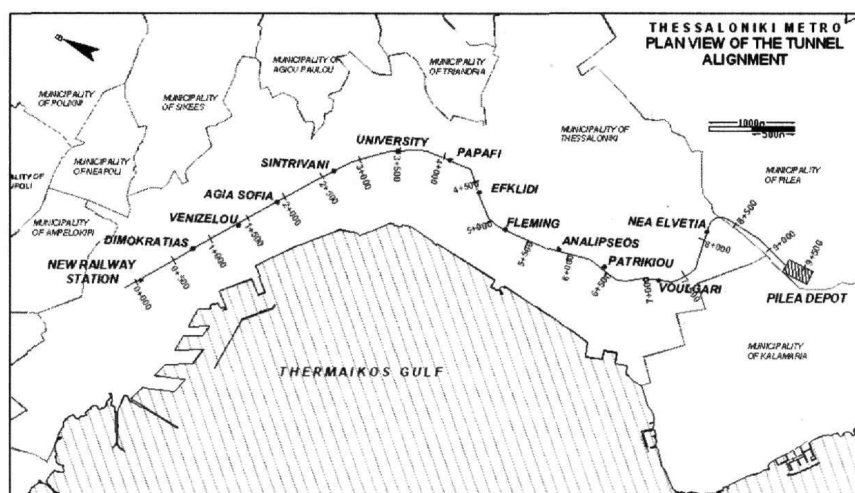 THESSALONIKI METRO
PLAN VIEW OF THE TUNNEL
ALIGNMENT
MUNICIPALITY
OF POLIXNI
MUNICIPALITY
OF SIKEES
MUNICIPALITY OF
AGIOU PAULOU
MUNICIPALITY
OF TRIANDRIA
MUNICIPALITY
OF NEAPOLI
MUNICIPALITY OF
THESSALONIKI
MUNICIPALITY OF
PILEA
MUNICIPALITY
OF AMPELOKIPI
MUNICIPALITY
OF KALAMARIA
1000
500
UNIVERSITY
PAPAFI
SINTRIVANI
EFKLIDI
AGIA SOFIA
VENIZELOU
FLEMING
NEA ELVETIA
DIMOKRATIAS
ANALIPSEOS
PATRIKIOU
NEW RAILWAY
STATION
VOULGARI
PILEA DEPOT
0+000
0+500
1+000
1+500
2+000
2+500
3+000
3+500
4+000
4+500
5+000
5+500
6+000
6+500
7+000
8+000
8+500
9+000
9+500
THERMAIKOS GULF